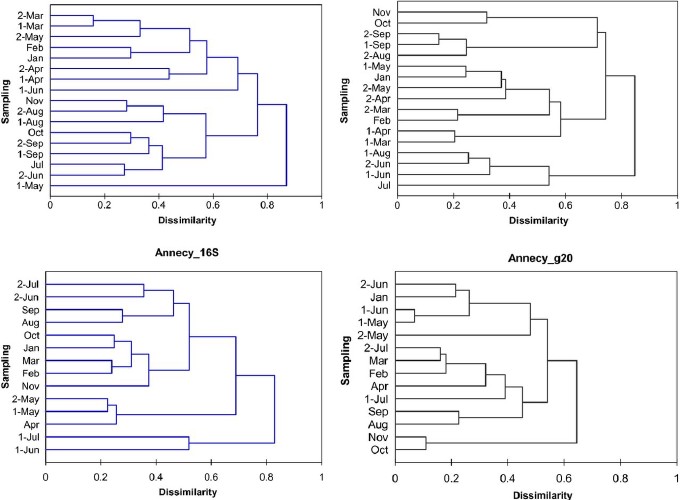 2-Mar
1-Mar
2-May
Feb
Jan
2-Apr
1-Apr
1-Jun
Nov
2-Aug
1-Aug
Oct
2-Sep
1-Sep
Jul
2-Jun
1-May
Sampling
0 0.2 0.4 0.6 0.8 1
Dissimilarity
Nov
Oct
2-Sep
1-Sep
2-Aug
1-May
Jan
2-May
2-Apr
2-Mar
Feb
1-Apr
1-Mar
1-Aug
2-Jun
1-Jun
Jul
Sampling
0 0.2 0.4 0.6 0.8 1
Dissimilarity
Annecy_16S
2-Jul
2-Jun
Sep
Aug
Oct
Jan
Mar
Feb
Nov
2-May
1-May
Apr
1-Jul
1-Jun
Sampling
0 0.2 0.4 0.6 0.8 1
Dissimilarity
Annecy_g20
2-Jun
Jan
1-Jun
1-May
2-May
2-Jul
Mar
Feb
Apr
1-Jul
Sep
Aug
Nov
Oct
Sampling
0 0.2 0.4 0.6 0.8 1
Dissimilarity